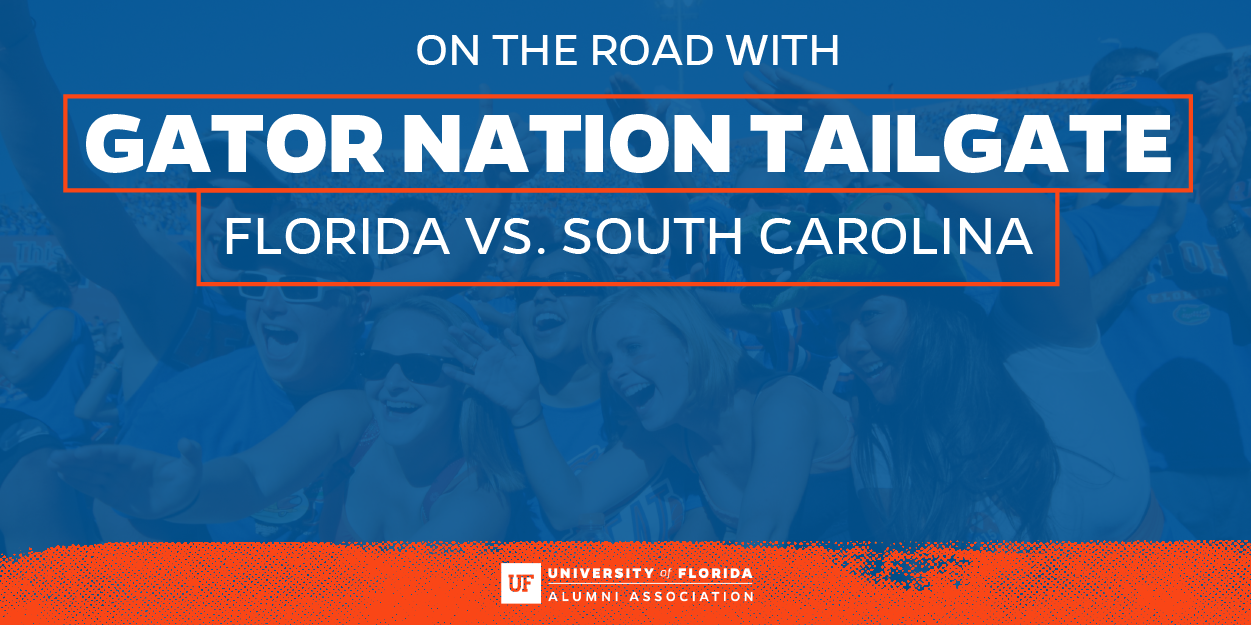 ON THE ROAD WITH
GATOR NATION TAILGATE
FLORIDA VS. SOUTH CAROLINA
UF
UNIVERSITY of FLORIDA
ALUMNI ASSOCIATION